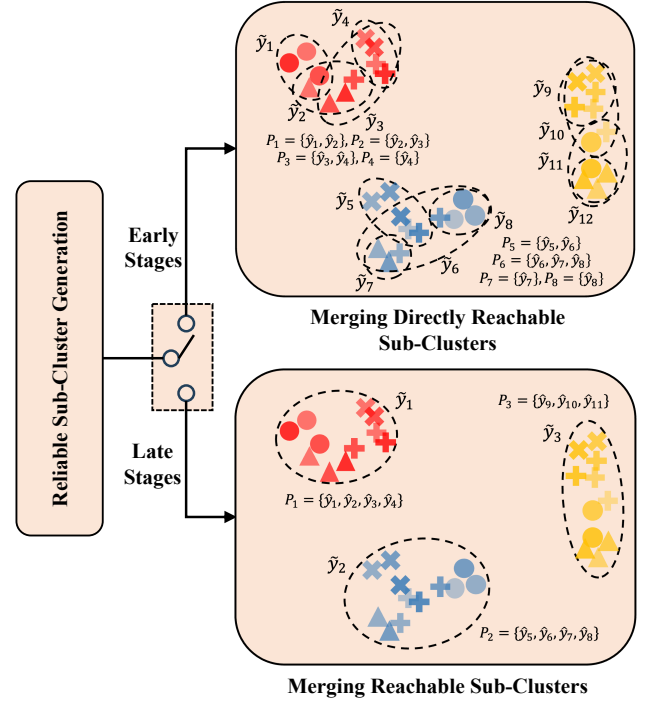 Reliable Sub-Cluster Generation
Early
Stages
Late
Stages
ỹ₁
ỹ₂
ỹ₃
ỹ₄
P₁ = {ŷ₁, ŷ₂}, P₂ = {ŷ₂, ŷ₃}
P₃ = {ŷ₃, ŷ₄}, P₄ = {ŷ₄}
ỹ₅
ỹ₆
ỹ₇
ỹ₈
ỹ₉
ỹ₁₀
ỹ₁₁
ỹ₁₂
P₅ = {ŷ₅, ŷ₆}
P₆ = {ŷ₆, ŷ₇, ŷ₈}
P₇ = {ŷ₇}, P₈ = {ŷ₈}
Merging Directly Reachable
Sub-Clusters
ỹ₁
P₁ = {ŷ₁, ŷ₂, ŷ₃, ŷ₄}
ỹ₂
P₂ = {ŷ₅, ŷ₆, ŷ₇, ŷ₈}
P₃ = {ŷ₉, ŷ₁₀, ŷ₁₁}
ỹ₃
Merging Reachable Sub-Clusters